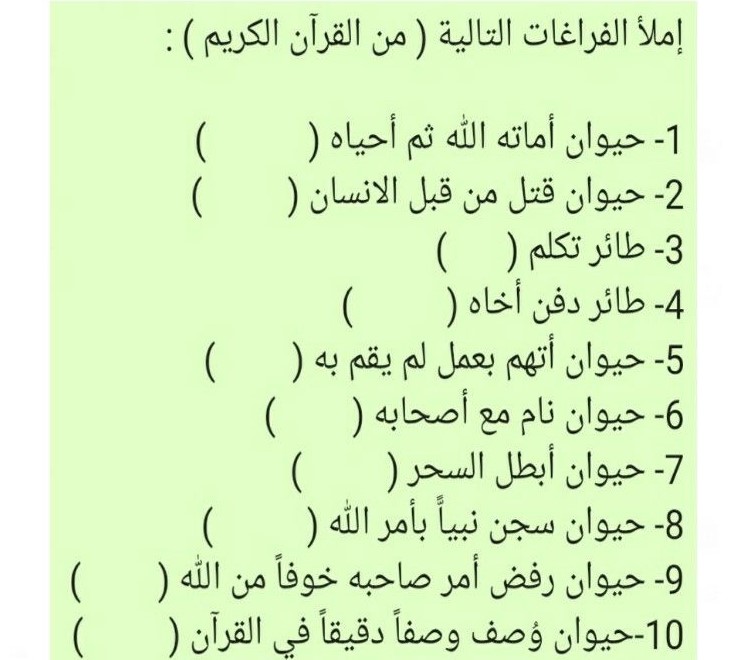 إملأ الفراغات التالية ( من القرآن الكريم ) :
1- حيوان أماته الله ثم أحياه (          )
2- حيوان قتل من قبل الانسان (          )
3- طائر تكلم (      )
4- طائر دفن أخاه (          )
5- حيوان أتهم بعمل لم يقم به (          )
6- حيوان نام مع أصحابه (          )
7- حيوان أبطل السحر (          )
8- حيوان سجن نبياً بأمر الله (          )
9- حيوان رفض أمر صاحبه خوفاً من الله (          )
10-حيوان وُصف وصفاً دقيقاً في القرآن (          )